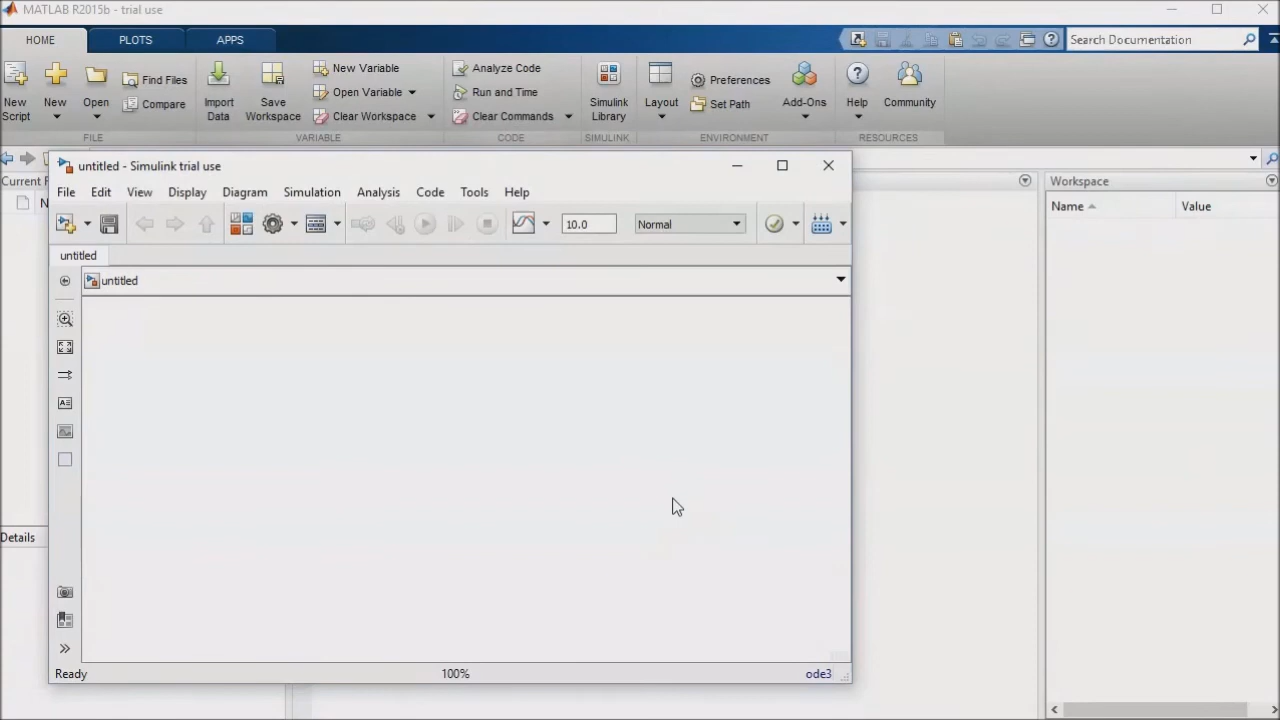 MATLAB R2015b - trial use
HOME PLOTS APPS
Search Documentation
New Script
New
Open
Find Files
Compare
Import Data
Save Workspace
New Variable
Open Variable
Clear Workspace
Analyze Code
Run and Time
Clear Commands
Simulink Library
Layout
Preferences
Set Path
Add-Ons
Help
Community
FILE VARIABLE CODE SIMULINK ENVIRONMENT RESOURCES
Current F
N
Workspace
Name Value
untitled - Simulink trial use
File Edit View Display Diagram Simulation Analysis Code Tools Help
10.0 Normal
untitled
untitled
Details
Ready 100% ode3